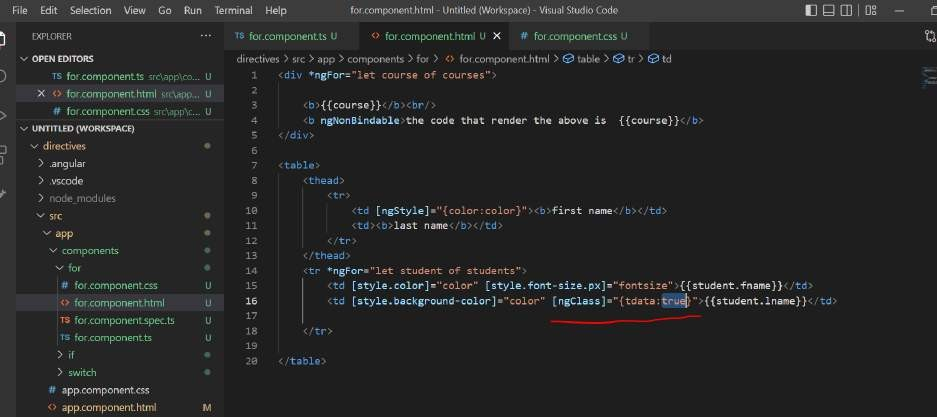 File Edit Selection View Go Run Terminal Help for.component.html - Untitled (Workspace) - Visual Studio Code
EXPLORER ···
TS for.component.ts U <> for.component.html U # for.component.css U
OPEN EDITORS
TS for.component.ts src\app\co... U
<> for.component.html src\app... U
# for.component.css src\app\c... U
UNTITLED (WORKSPACE)
directives
.angular
.vscode
node_modules
src
app
components
for
# for.component.css U
<> for.component.html U
TS for.component.spec.ts U
TS for.component.ts U
if
switch
# app.component.css
<> app.component.html M
directives > src > app > components > for > <> for.component.html > table > tr > td
1 <div *ngFor="let course of courses">
2
3 <b>{{course}}</b><br/>
4 <b ngNonBindable>the code that render the above is {{course}}</b>
5 </div>
6
7 <table>
8 <thead>
9 <tr>
10 <td [ngStyle]="{color:color}"><b>first name</b></td>
11 <td><b>last name</b></td>
12 </tr>
13 </thead>
14 <tr *ngFor="let student of students">
15 <td [style.color]="color" [style.font-size.px]="fontsize">{{student.fname}}</td>
16 <td [style.background-color]="color" [ngClass]="{tdata:true}">{{student.lname}}</td>
17
18 </tr>
19
20 </table>